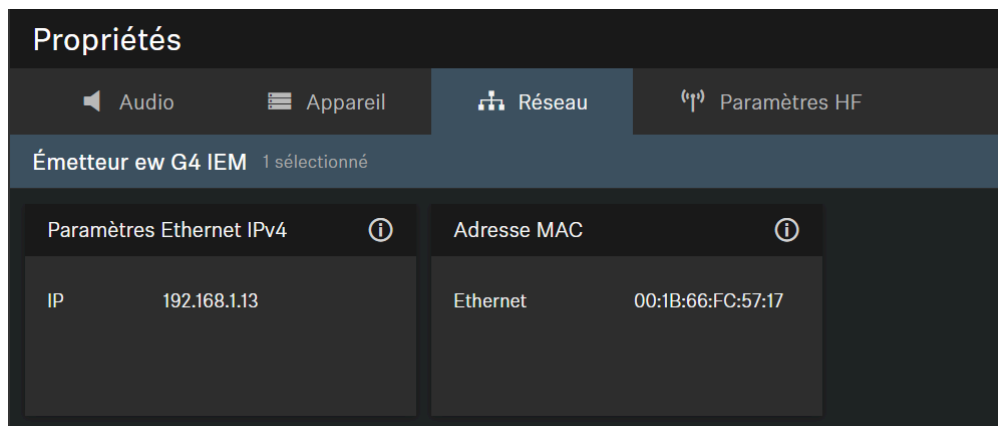 Propriétés
Audio Appareil Réseau Paramètres HF
Émetteur ew G4 IEM 1 sélectionné
Paramètres Ethernet IPv4 Adresse MAC
IP 192.168.1.13 Ethernet 00:1B:66:FC:57:17